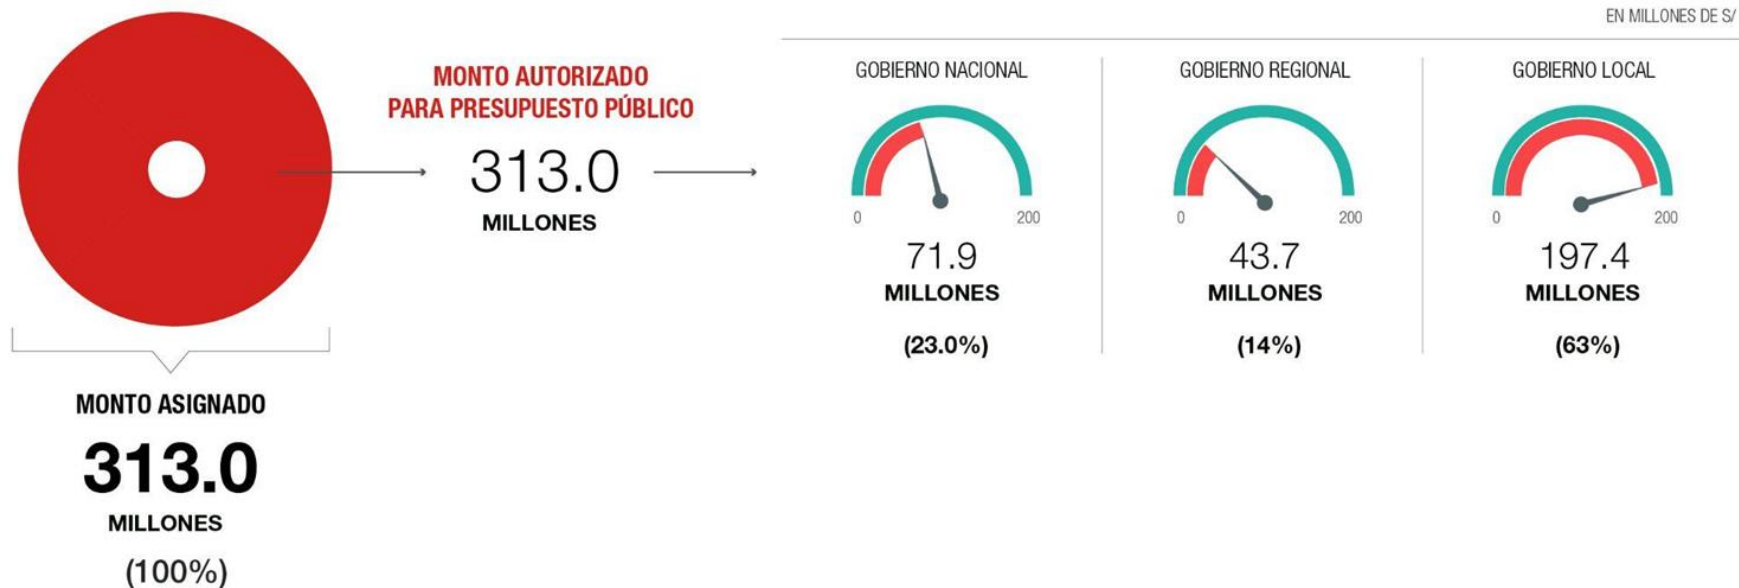 EN MILLONES DE S/
MONTO AUTORIZADO
PARA PRESUPUESTO PÚBLICO
313.0
MILLONES
MONTO ASIGNADO
313.0
MILLONES
(100%)
GOBIERNO NACIONAL
0
200
71.9
MILLONES
(23.0%)
GOBIERNO REGIONAL
0
200
43.7
MILLONES
(14%)
GOBIERNO LOCAL
0
200
197.4
MILLONES
(63%)